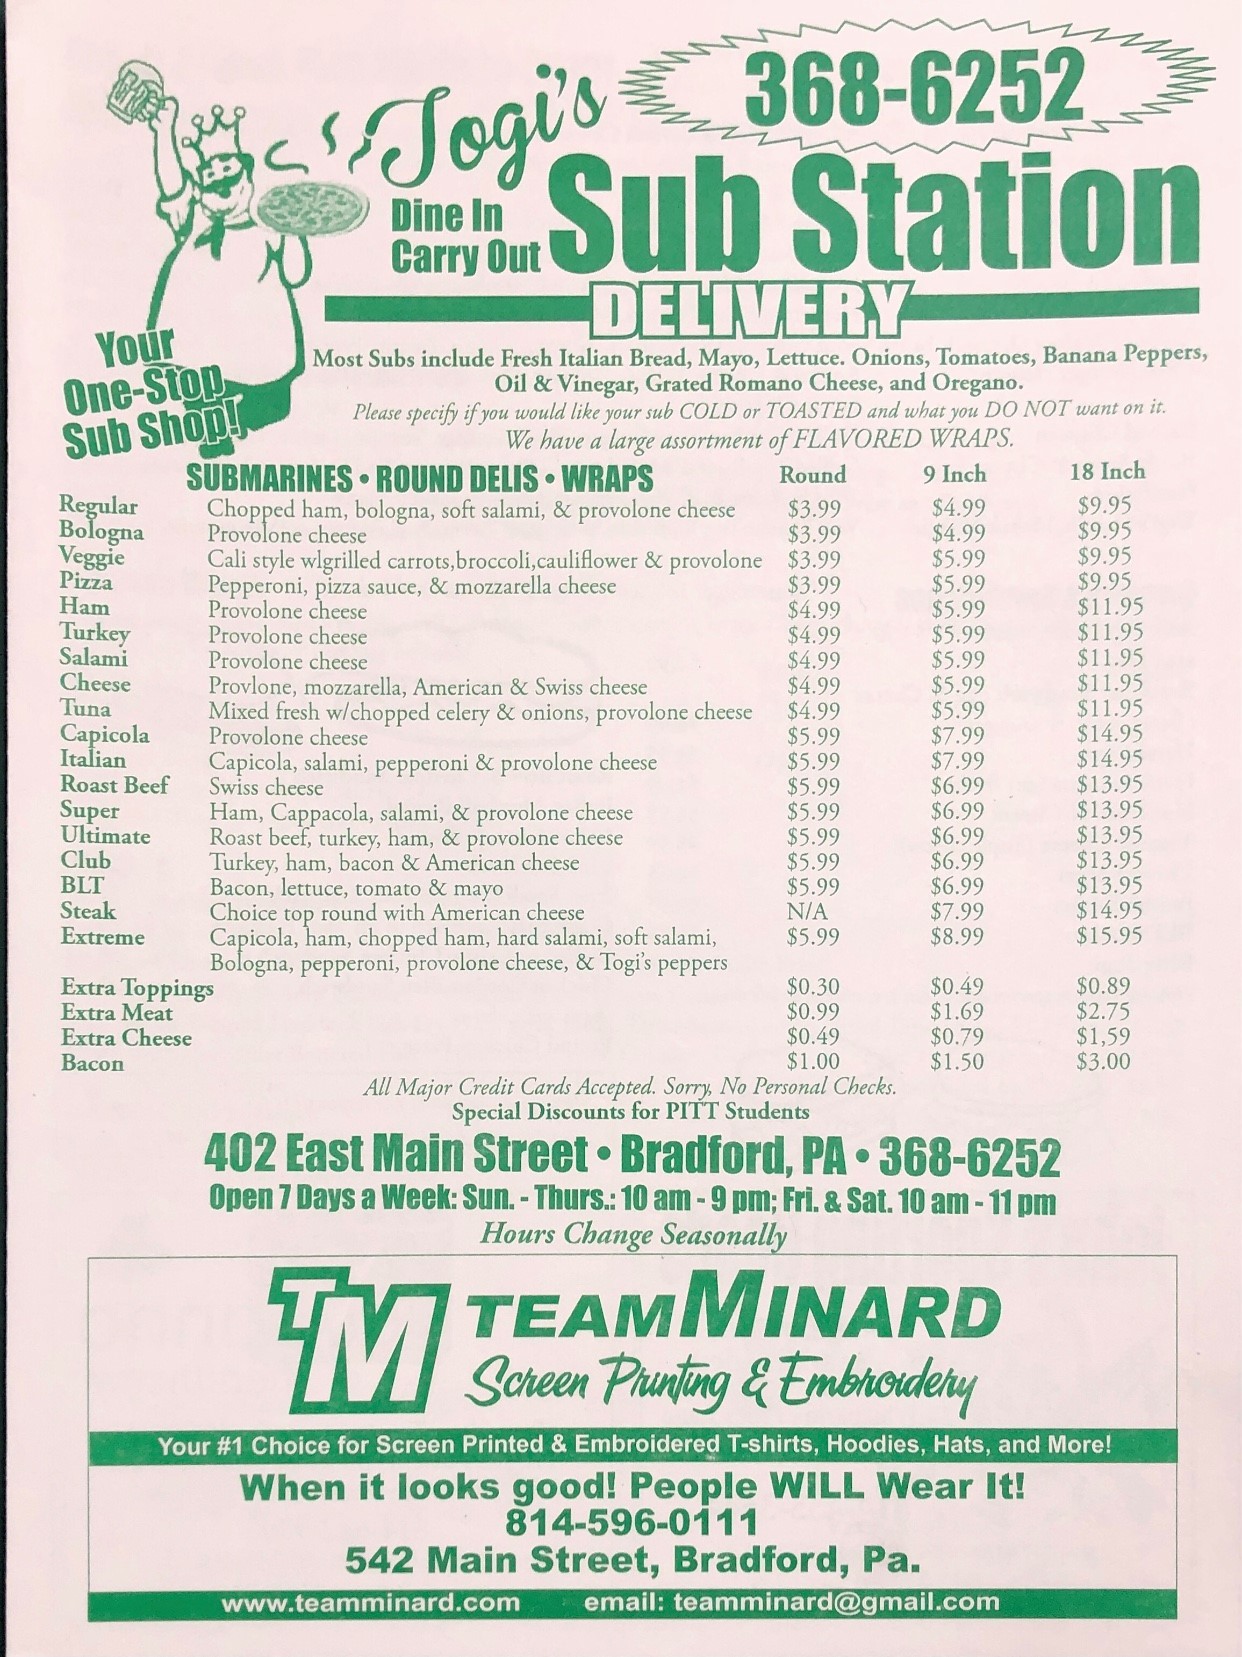 368-6252
Togi's
Sub Station
Dine In
Carry Out
DELIVERY
Your
One-Stop
Sub Shop!
Most Subs include Fresh Italian Bread, Mayo, Lettuce. Onions, Tomatoes, Banana Peppers,
Oil & Vinegar, Grated Romano Cheese, and Oregano.
Please specify if you would like your sub COLD or TOASTED and what you DO NOT want on it.
We have a large assortment of FLAVORED WRAPS.
SUBMARINES • ROUND DELIS • WRAPS Round 9 Inch 18 Inch
Regular Chopped ham, bologna, soft salami, & provolone cheese $3.99 $4.99 $9.95
Bologna Provolone cheese $3.99 $4.99 $9.95
Veggie Cali style wlgrilled carrots,broccoli,cauliflower & provolone $3.99 $5.99 $9.95
Pizza Pepperoni, pizza sauce, & mozzarella cheese $3.99 $5.99 $9.95
Ham Provolone cheese $4.99 $5.99 $11.95
Turkey Provolone cheese $4.99 $5.99 $11.95
Salami Provolone cheese $4.99 $5.99 $11.95
Cheese Provlone, mozzarella, American & Swiss cheese $4.99 $5.99 $11.95
Tuna Mixed fresh w/chopped celery & onions, provolone cheese $4.99 $5.99 $11.95
Capicola Provolone cheese $5.99 $7.99 $14.95
Italian Capicola, salami, pepperoni & provolone cheese $5.99 $7.99 $14.95
Roast Beef Swiss cheese $5.99 $6.99 $13.95
Super Ham, Cappacola, salami, & provolone cheese $5.99 $6.99 $13.95
Ultimate Roast beef, turkey, ham, & provolone cheese $5.99 $6.99 $13.95
Club Turkey, ham, bacon & American cheese $5.99 $6.99 $13.95
BLT Bacon, lettuce, tomato & mayo $5.99 $6.99 $13.95
Steak Choice top round with American cheese N/A $7.99 $14.95
Extreme Capicola, ham, chopped ham, hard salami, soft salami, $5.99 $8.99 $15.95
Bologna, pepperoni, provolone cheese, & Togi's peppers
Extra Toppings $0.30 $0.49 $0.89
Extra Meat $0.99 $1.69 $2.75
Extra Cheese $0.49 $0.79 $1,59
Bacon $1.00 $1.50 $3.00
All Major Credit Cards Accepted. Sorry, No Personal Checks.
Special Discounts for PITT Students
402 East Main Street • Bradford, PA • 368-6252
Open 7 Days a Week: Sun. - Thurs.: 10 am - 9 pm; Fri. & Sat. 10 am - 11 pm
Hours Change Seasonally
TM TEAM MINARD
Screen Printing & Embroidery
Your #1 Choice for Screen Printed & Embroidered T-shirts, Hoodies, Hats, and More!
When it looks good! People WILL Wear It!
814-596-0111
542 Main Street, Bradford, Pa.
www.teamminard.com email: teamminard@gmail.com